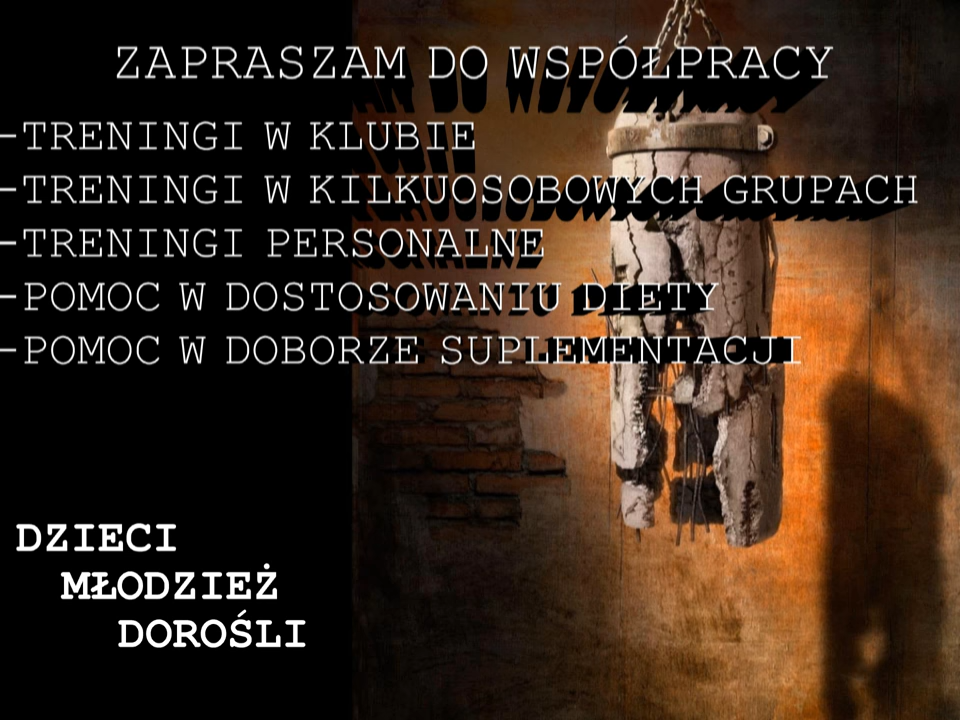 ZAPRASZAM DO WSPÓŁPRACY
-TRENINGI W KLUBIE
-TRENINGI W KILKUOSOBOWYCH GRUPACH
-TRENINGI PERSONALNE
-POMOC W DOSTOSOWANIU DIETY
-POMOC W DOBORZE SUPLEMENTACJI
DZIECI
MŁODZIEŻ
DOROŚLI